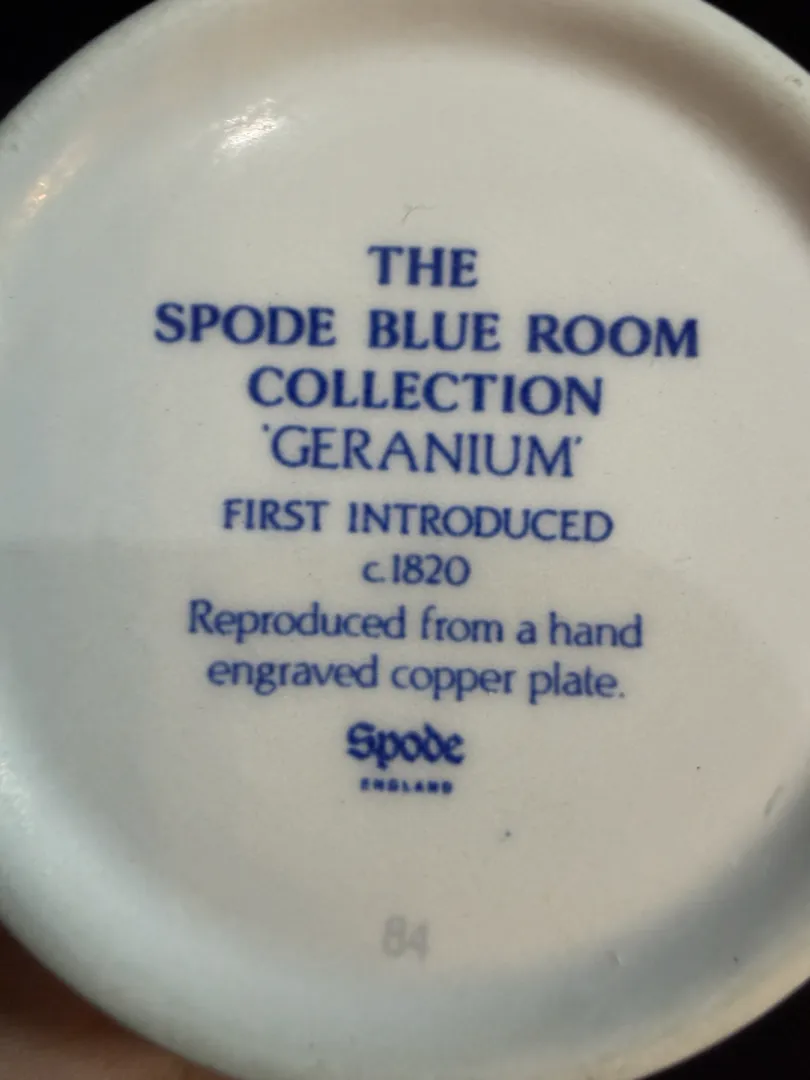 THE
SPODE BLUE ROOM
COLLECTION
'GERANIUM'
FIRST INTRODUCED
c.1820
Reproduced from a hand
engraved copper plate.
Spode
ENGLAND
84